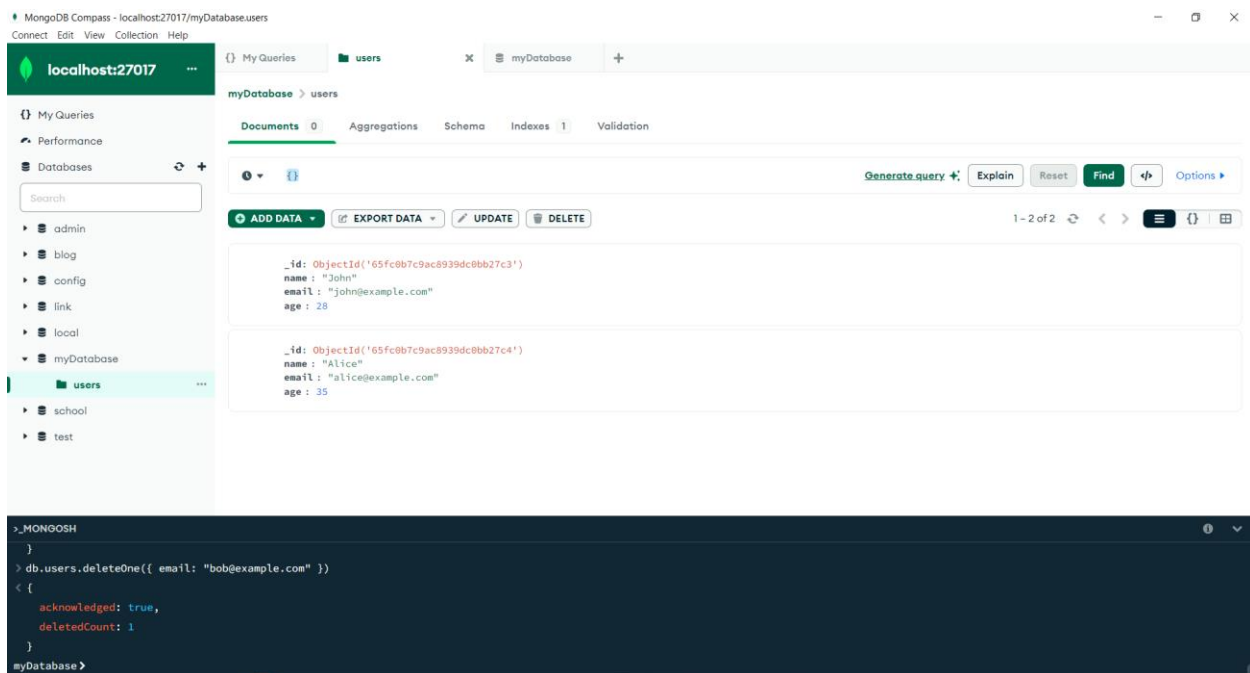 MongoDB Compass - localhost:27017/myDatabase.users
Connect Edit View Collection Help
localhost:27017 ...
{} My Queries
Performance
Databases
Search
admin
blog
config
link
local
myDatabase
users ...
school
test
{} My Queries users myDatabase +
myDatabase > users
Documents 0 Aggregations Schema Indexes 1 Validation
{} Generate query Explain Reset Find </> Options
ADD DATA EXPORT DATA UPDATE DELETE 1 – 2 of 2 {}
_id: ObjectId('65fc0b7c9ac8939dc0bb27c3')
name : "John"
email : "john@example.com"
age : 28
_id: ObjectId('65fc0b7c9ac8939dc0bb27c4')
name : "Alice"
email : "alice@example.com"
age : 35
>_MONGOSH
}
> db.users.deleteOne({ email: "bob@example.com" })
< {
acknowledged: true,
deletedCount: 1
}
myDatabase>